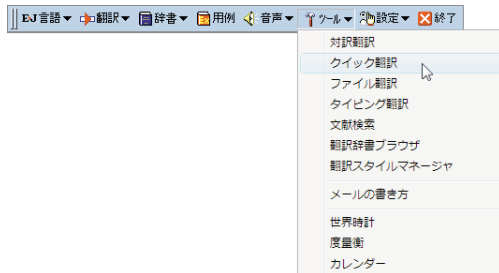 EJ言語▼ 翻訳▼ 辞書▼ 用例 音声▼ ツール▼ 設定▼ 終了
対訳翻訳
クイック翻訳
ファイル翻訳
タイピング翻訳
文献検索
翻訳辞書ブラウザ
翻訳スタイルマネージャ
メールの書き方
世界時計
度量衡
カレンダー